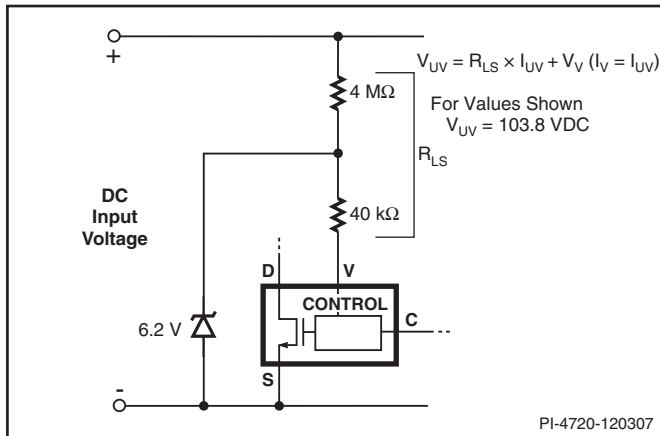 +
V_UV = R_LS × I_UV + V_V (I_V = I_UV)
4 MΩ
For Values Shown
V_UV = 103.8 VDC
R_LS
DC
Input
Voltage
40 kΩ
D
V
CONTROL
C
6.2 V
S
-
PI-4720-120307